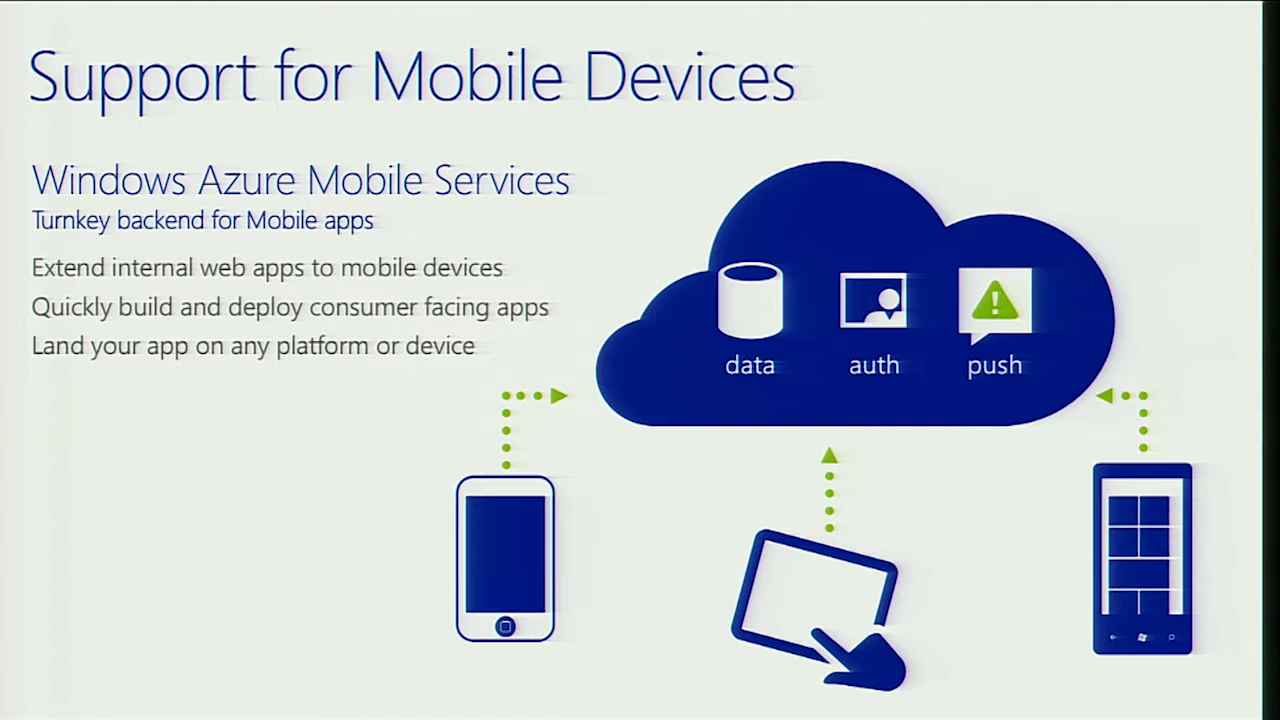 Support for Mobile Devices
Windows Azure Mobile Services
Turnkey backend for Mobile apps
Extend internal web apps to mobile devices
Quickly build and deploy consumer facing apps
Land your app on any platform or device
data
auth
push